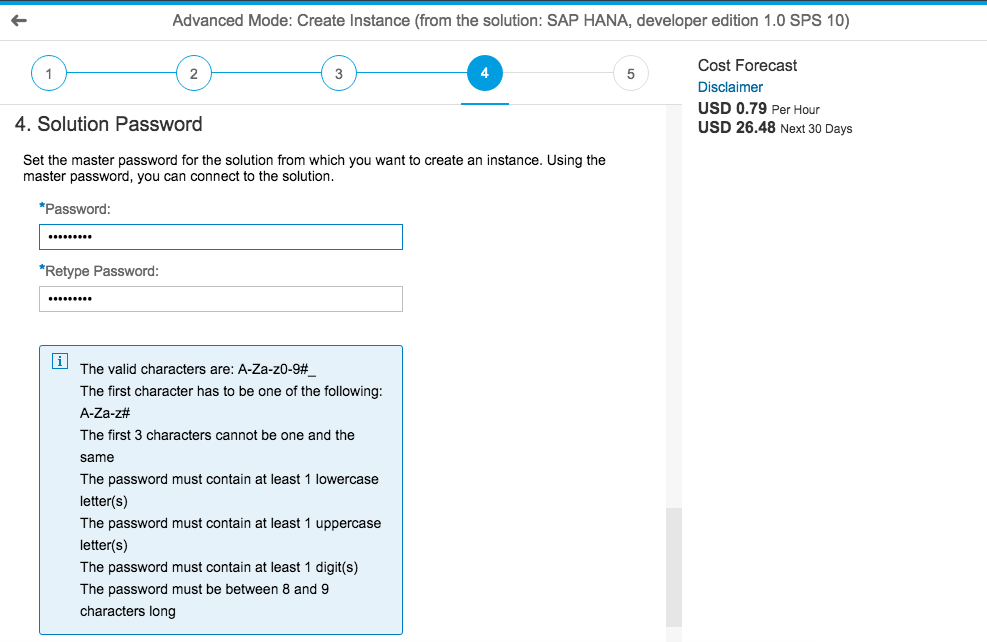 Advanced Mode: Create Instance (from the solution: SAP HANA, developer edition 1.0 SPS 10)
1 2 3 4 5
4. Solution Password
Set the master password for the solution from which you want to create an instance. Using the
master password, you can connect to the solution.
*Password:
•••••••••
*Retype Password:
•••••••••
i
The valid characters are: A-Za-z0-9#_
The first character has to be one of the following:
A-Za-z#
The first 3 characters cannot be one and the
same
The password must contain at least 1 lowercase
letter(s)
The password must contain at least 1 uppercase
letter(s)
The password must contain at least 1 digit(s)
The password must be between 8 and 9
characters long
Cost Forecast
Disclaimer
USD 0.79 Per Hour
USD 26.48 Next 30 Days